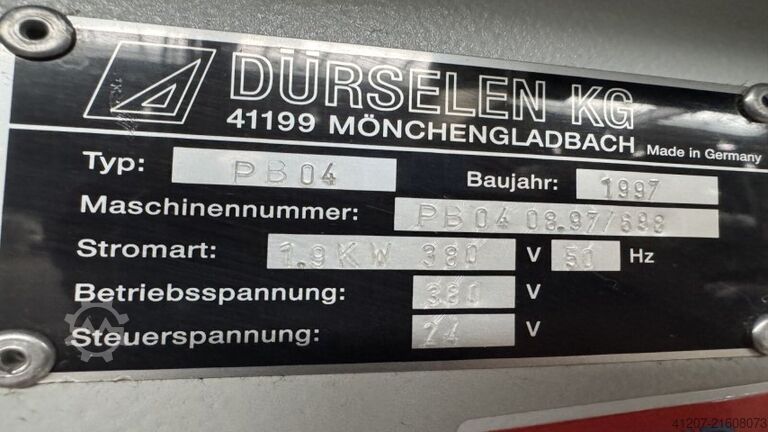 DÜRSELEN KG
41199 MÖNCHENGLADBACH Made in Germany
Typ: PB04 Baujahr: 1997
Maschinennummer: PB04 08.97/698
Stromart: 1.9KW 380 V 50 Hz
Betriebsspannung: 380 V
Steuerspannung: 24 V
41207-21608073